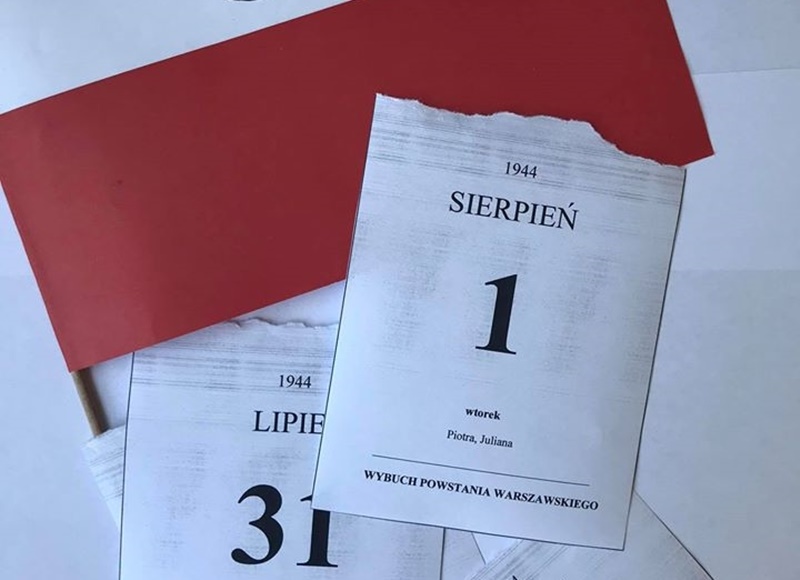 1944
SIERPIEŃ
1
wtorek
Piotra, Juliana
WYBUCH POWSTANIA WARSZAWSKIEGO
1944
LIPIE
31